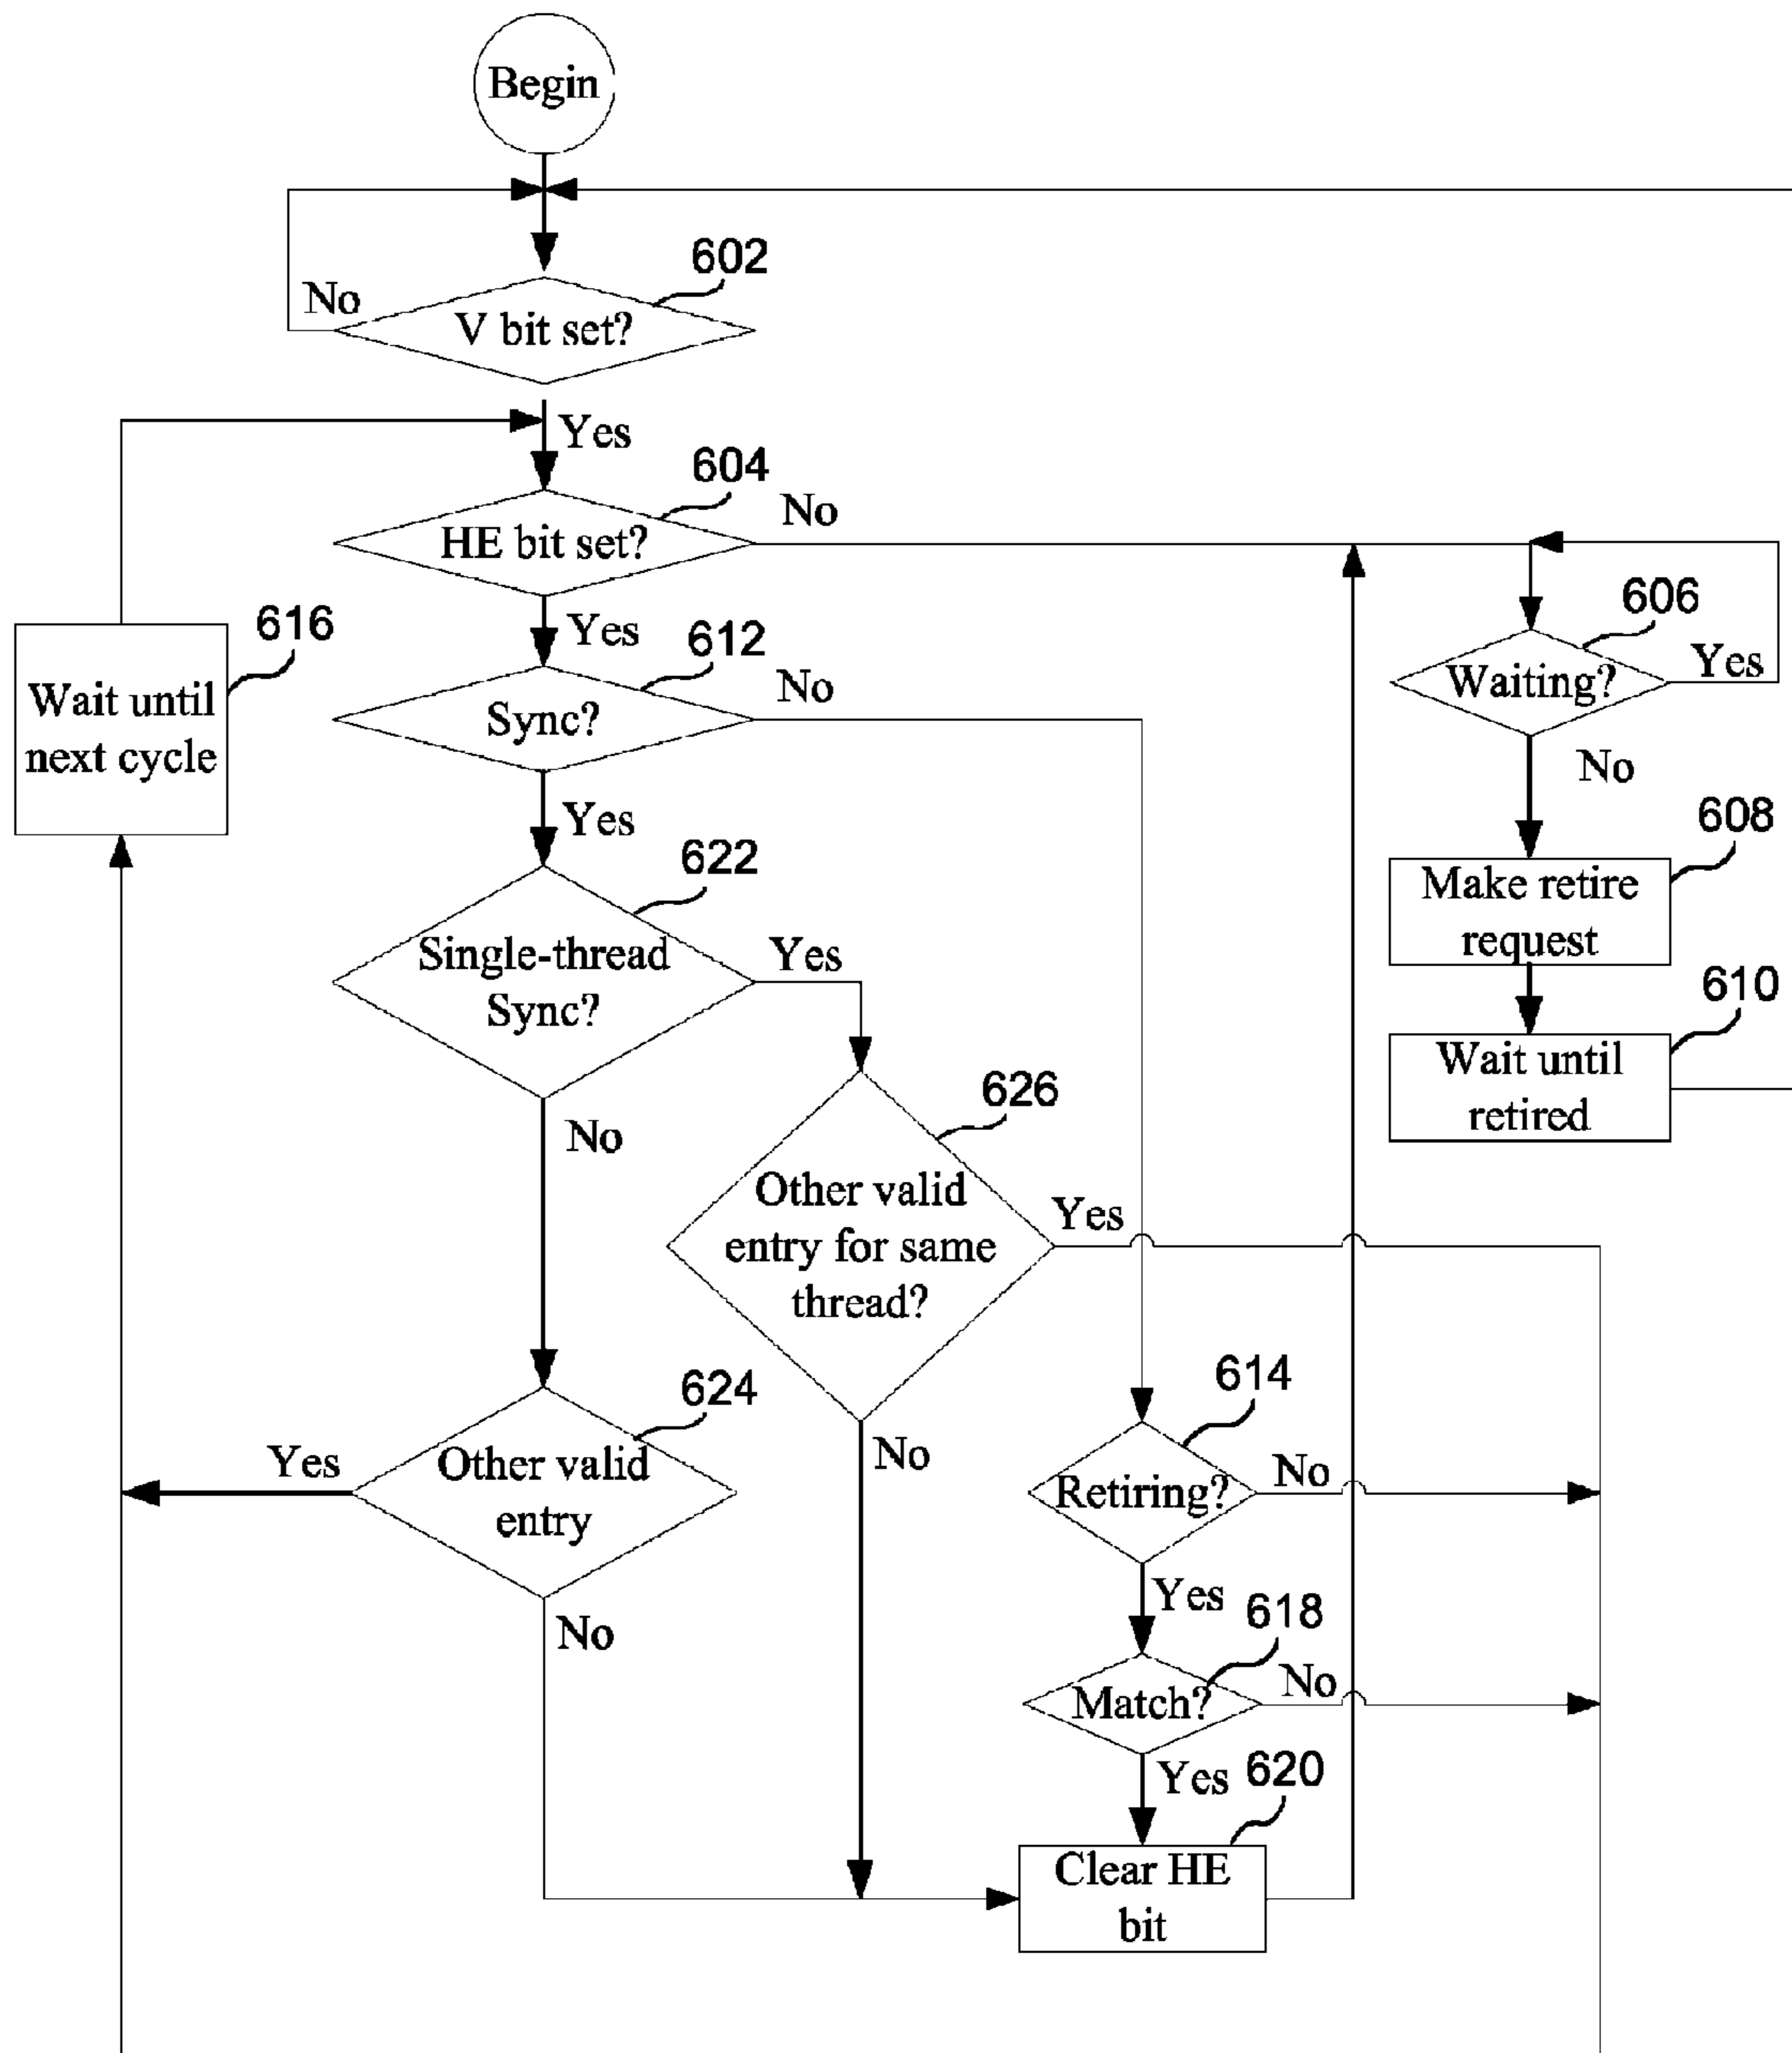 Begin
602
No
V bit set?
Yes
604
No
HE bit set?
Yes
612
No
Sync?
616
Wait until
next cycle
606
Waiting?
Yes
No
608
Make retire
request
610
Wait until
retired
Yes
622
Single-thread
Sync?
Yes
No
626
Other valid
entry for same
thread?
Yes
No
624
Yes
Other valid
entry
No
614
Retiring?
No
Yes
618
Match?
No
Yes
620
Clear HE
bit